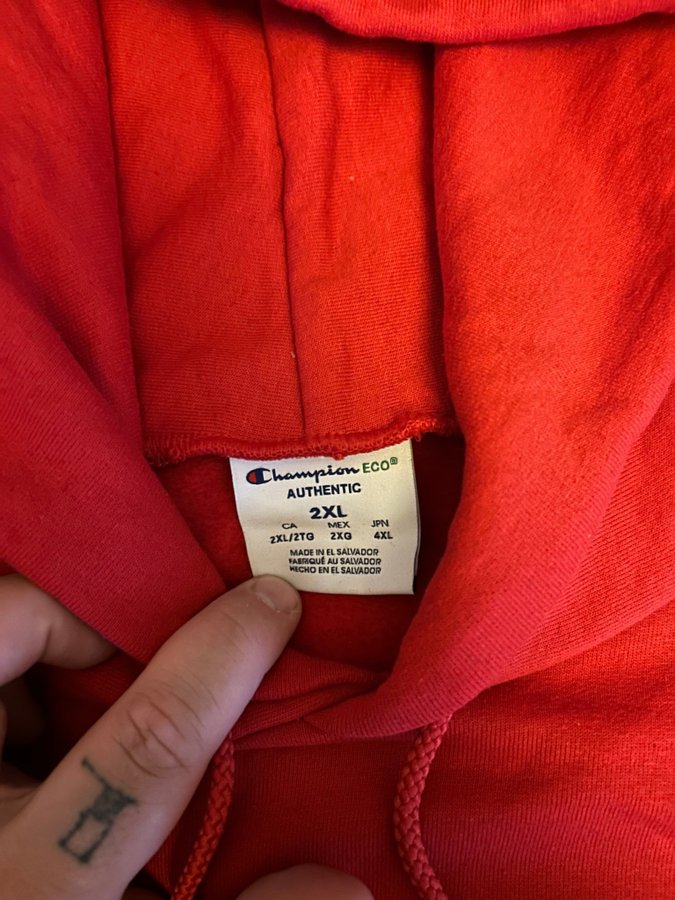 Champion ECO®
AUTHENTIC
2XL
CA MEX JPN
2XL/2TG 2XG 4XL
MADE IN EL SALVADOR
FABRIQUÉ AU SALVADOR
HECHO EN EL SALVADOR